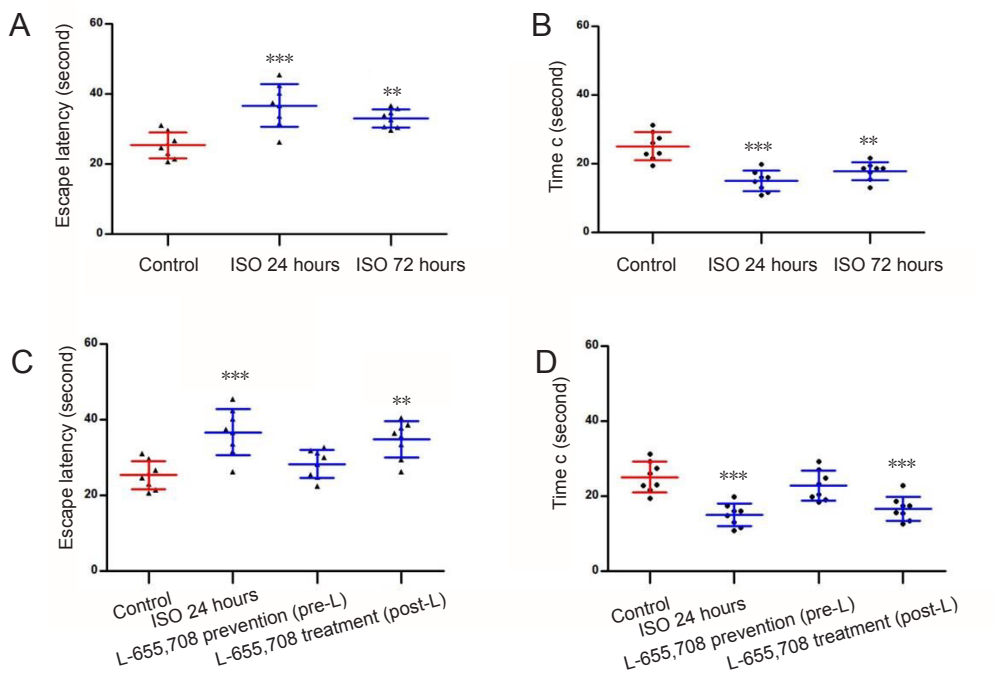 A
Escape latency (second)
60
40
20
0
***
**
Control
ISO 24 hours
ISO 72 hours
B
Time c (second)
60
40
20
0
***
**
Control
ISO 24 hours
ISO 72 hours
C
Escape latency (second)
60
40
20
0
***
**
Control
ISO 24 hours
L-655,708 prevention (pre-L)
L-655,708 treatment (post-L)
D
Time c (second)
60
40
20
0
***
***
Control
ISO 24 hours
L-655,708 prevention (pre-L)
L-655,708 treatment (post-L)